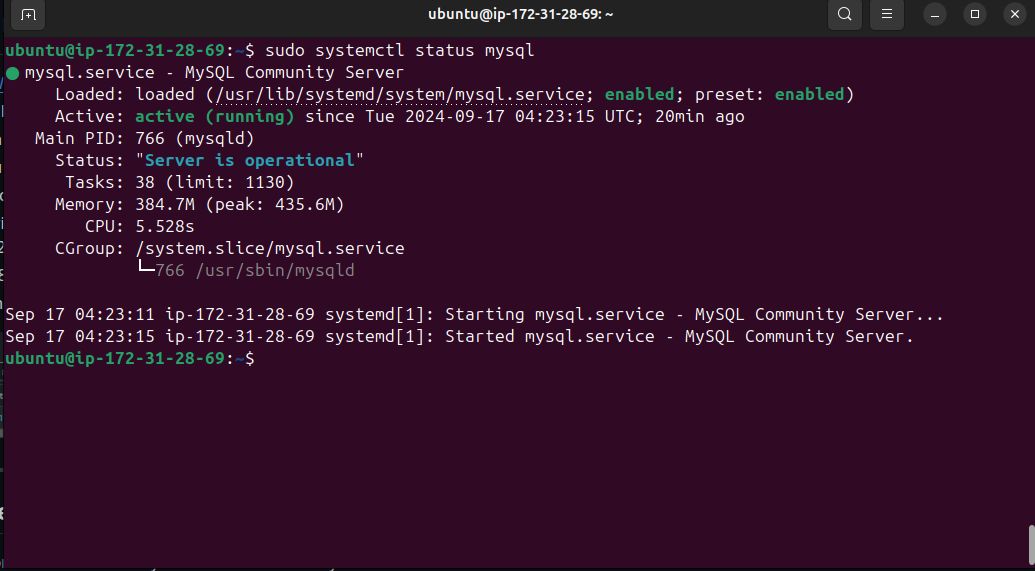 ubuntu@ip-172-31-28-69: ~
ubuntu@ip-172-31-28-69:~$ sudo systemctl status mysql
● mysql.service - MySQL Community Server
Loaded: loaded (/usr/lib/systemd/system/mysql.service; enabled; preset: enabled)
Active: active (running) since Tue 2024-09-17 04:23:15 UTC; 20min ago
Main PID: 766 (mysqld)
Status: "Server is operational"
Tasks: 38 (limit: 1130)
Memory: 384.7M (peak: 435.6M)
CPU: 5.528s
CGroup: /system.slice/mysql.service
└─766 /usr/sbin/mysqld
Sep 17 04:23:11 ip-172-31-28-69 systemd[1]: Starting mysql.service - MySQL Community Server...
Sep 17 04:23:15 ip-172-31-28-69 systemd[1]: Started mysql.service - MySQL Community Server.
ubuntu@ip-172-31-28-69:~$